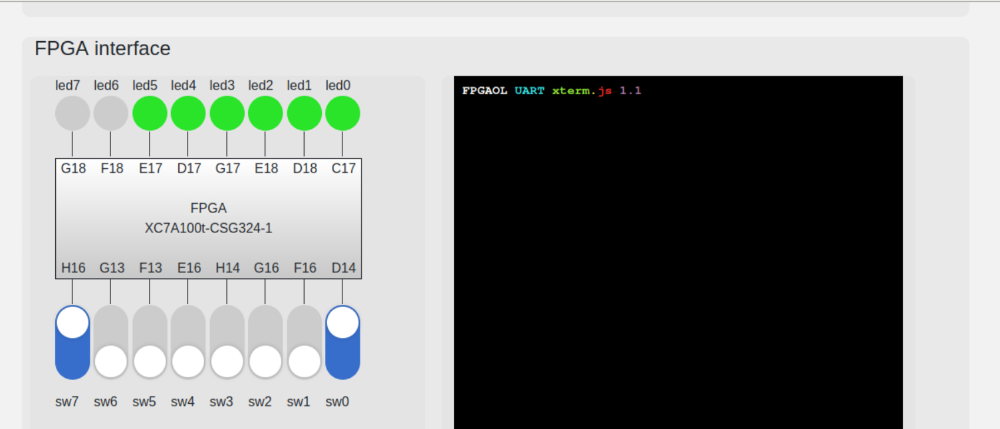 FPGA interface
led7 led6 led5 led4 led3 led2 led1 led0
G18 F18 E17 D17 G17 E18 D18 C17
FPGA
XC7A100t-CSG324-1
H16 G13 F13 E16 H14 G16 F16 D14
sw7 sw6 sw5 sw4 sw3 sw2 sw1 sw0
FPGAOL UART xterm.js 1.1